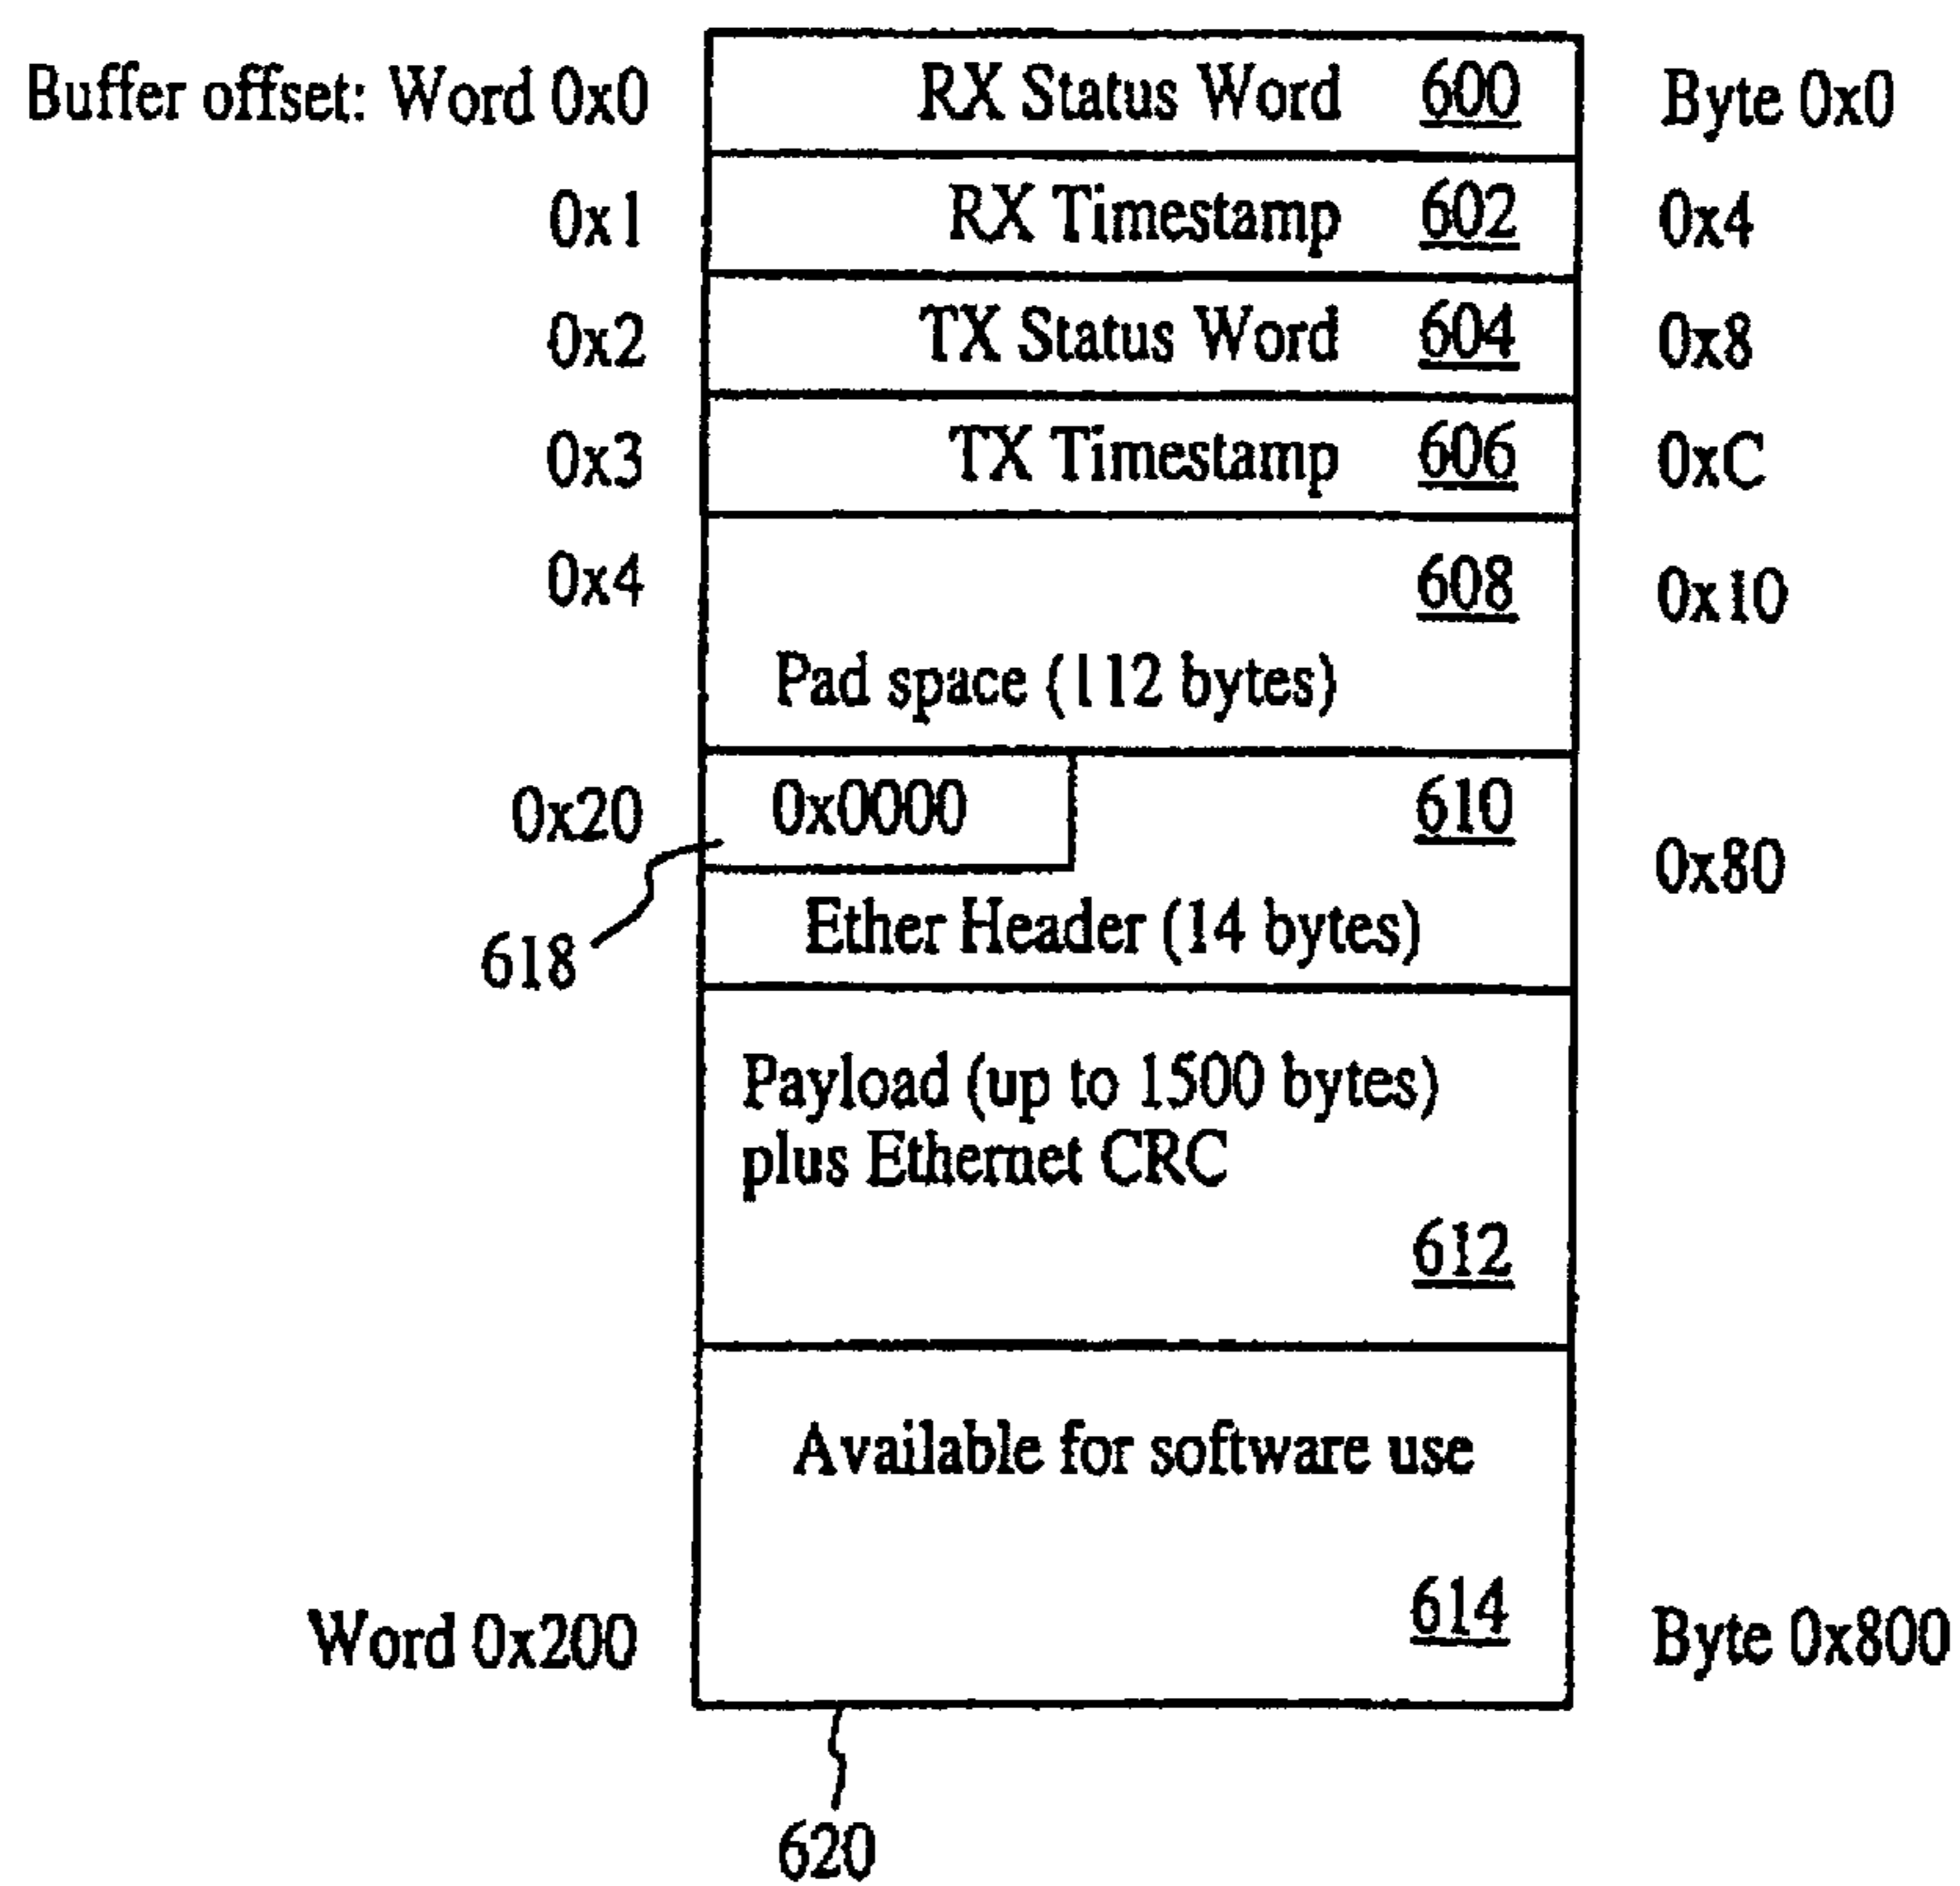 Buffer offset: Word 0x0 RX Status Word 600 Byte 0x0
0x1 RX Timestamp 602 0x4
0x2 TX Status Word 604 0x8
0x3 TX Timestamp 606 0xC
0x4 608 0x10
Pad space (112 bytes)
0x20 0x0000 610 0x80
618 Ether Header (14 bytes)
Payload (up to 1500 bytes)
plus Ethernet CRC
612
Available for software use
614
Word 0x200 Byte 0x800
620